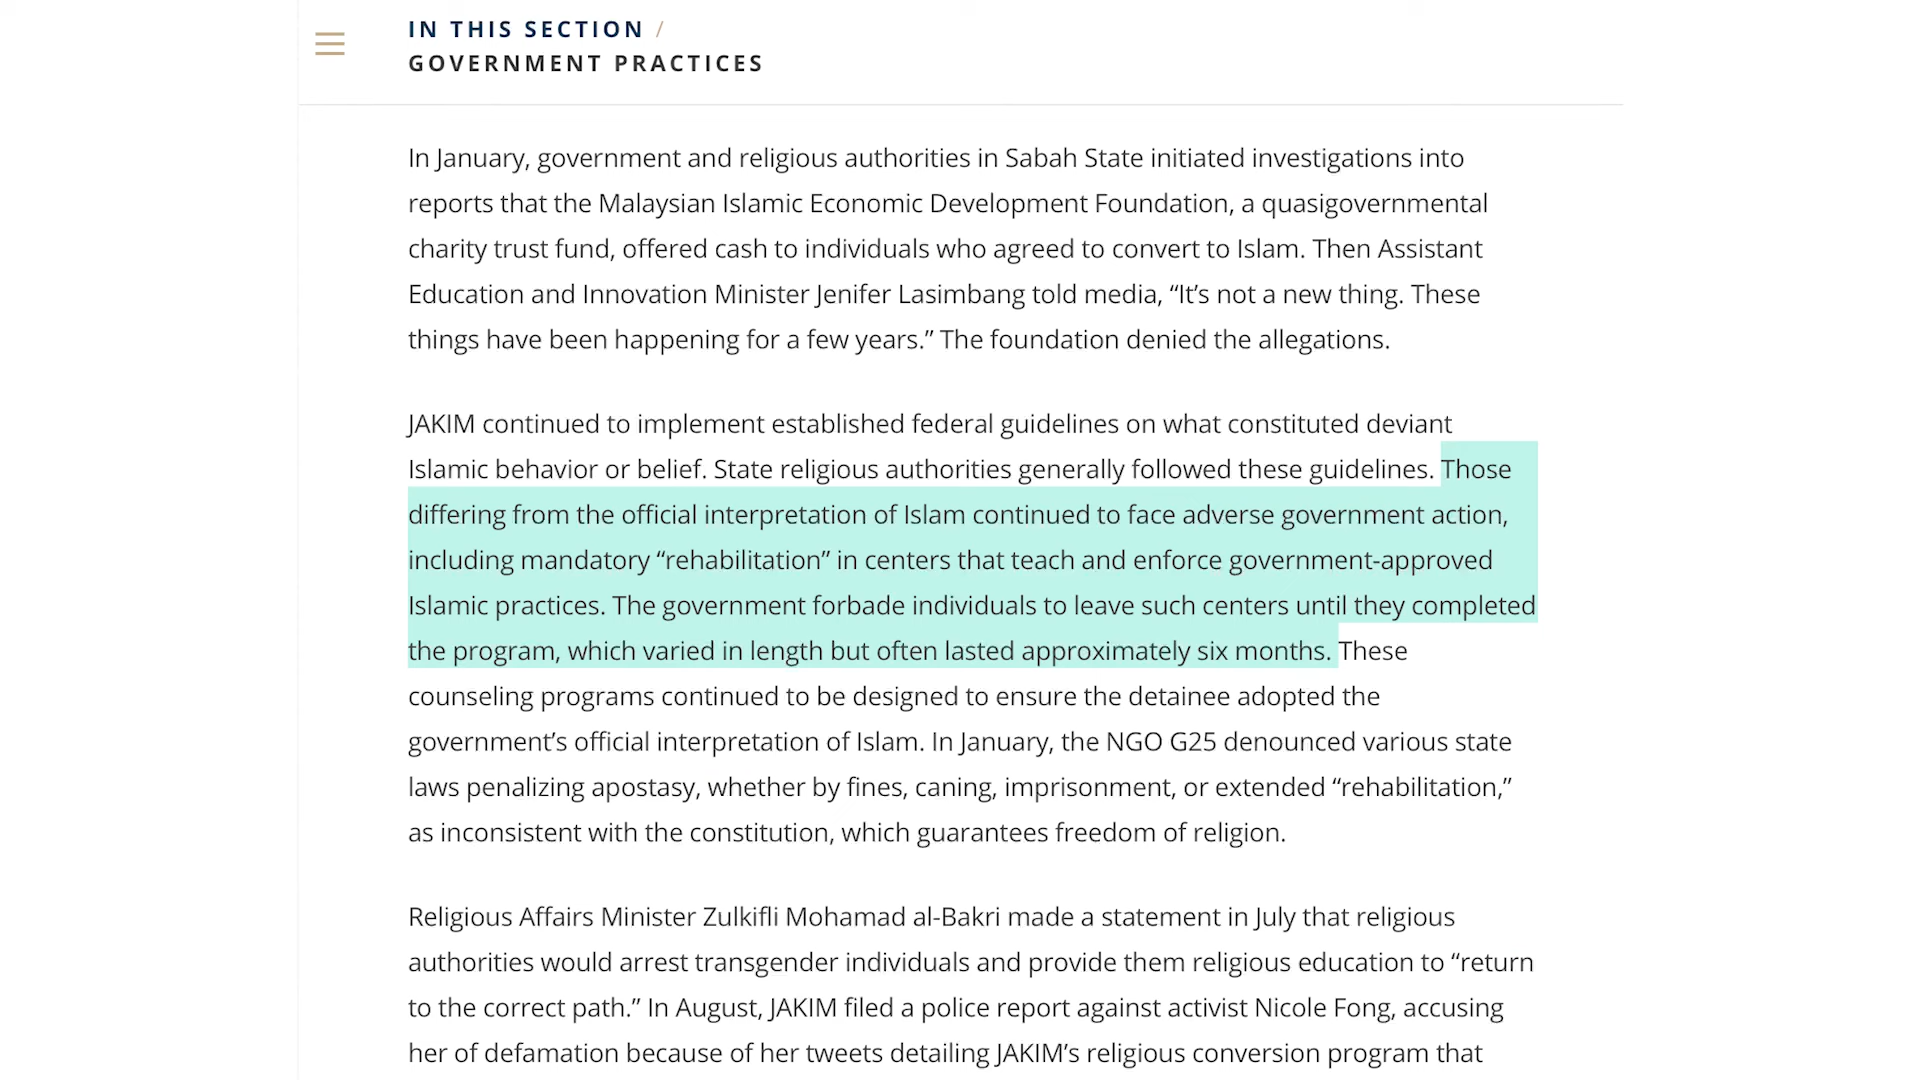 IN THIS SECTION /
GOVERNMENT PRACTICES
In January, government and religious authorities in Sabah State initiated investigations into
reports that the Malaysian Islamic Economic Development Foundation, a quasigovernmental
charity trust fund, offered cash to individuals who agreed to convert to Islam. Then Assistant
Education and Innovation Minister Jenifer Lasimbang told media, “It’s not a new thing. These
things have been happening for a few years.” The foundation denied the allegations.
JAKIM continued to implement established federal guidelines on what constituted deviant
Islamic behavior or belief. State religious authorities generally followed these guidelines. Those
differing from the official interpretation of Islam continued to face adverse government action,
including mandatory “rehabilitation” in centers that teach and enforce government-approved
Islamic practices. The government forbade individuals to leave such centers until they completed
the program, which varied in length but often lasted approximately six months. These
counseling programs continued to be designed to ensure the detainee adopted the
government’s official interpretation of Islam. In January, the NGO G25 denounced various state
laws penalizing apostasy, whether by fines, caning, imprisonment, or extended “rehabilitation,”
as inconsistent with the constitution, which guarantees freedom of religion.
Religious Affairs Minister Zulkifli Mohamad al-Bakri made a statement in July that religious
authorities would arrest transgender individuals and provide them religious education to “return
to the correct path.” In August, JAKIM filed a police report against activist Nicole Fong, accusing
her of defamation because of her tweets detailing JAKIM’s religious conversion program that